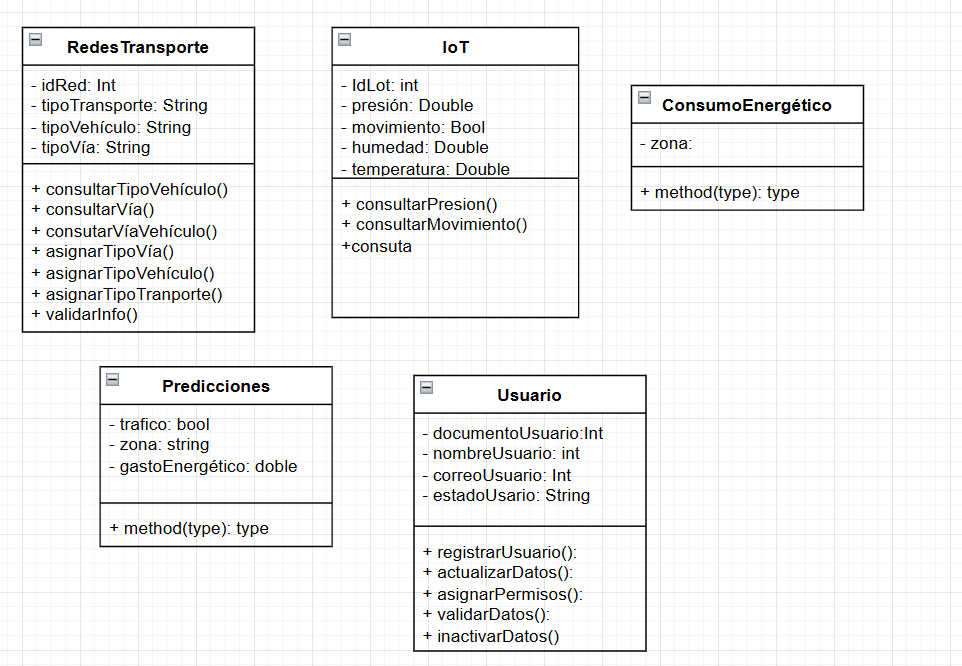 RedesTransporte
- idRed: Int
- tipoTransporte: String
- tipoVehículo: String
- tipoVía: String
+ consultarTipoVehículo()
+ consultarVía()
+ consutarVíaVehículo()
+ asignarTipoVía()
+ asignarTipoVehículo()
+ asignarTipoTranporte()
+ validarInfo()
IoT
- IdLot: int
- presión: Double
- movimiento: Bool
- humedad: Double
- temperatura: Double
+ consultarPresion()
+ consultarMovimiento()
+consuta
ConsumoEnergético
- zona:
+ method(type): type
Predicciones
- trafico: bool
- zona: string
- gastoEnergético: doble
+ method(type): type
Usuario
- documentoUsuario:Int
- nombreUsuario: int
- correoUsuario: Int
- estadoUsario: String
+ registrarUsuario():
+ actualizarDatos():
+ asignarPermisos():
+ validarDatos():
+ inactivarDatos()